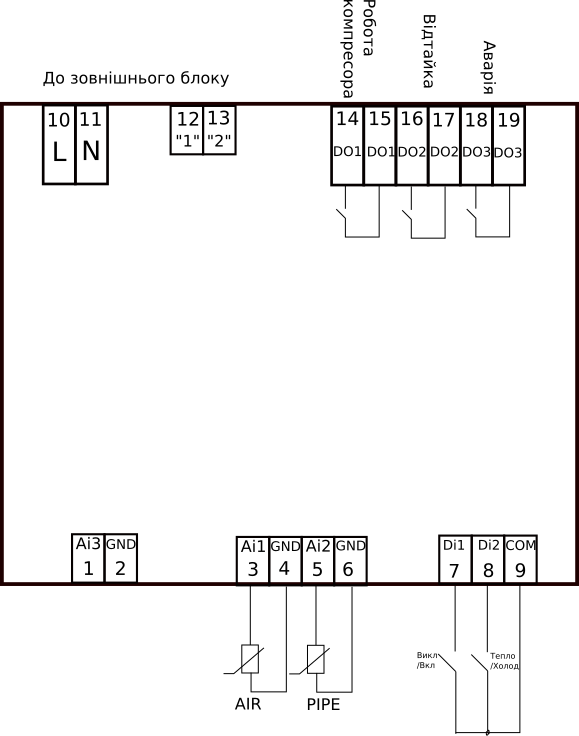 Робота
компресора
Відтайка
Аварія
До зовнішнього блоку
10 11 12 13 14 15 16 17 18 19
L N "1" "2" DO1 DO1 DO2 DO2 DO3 DO3
Ai3 GND Ai1 GND Ai2 GND Di1 Di2 COM
1 2 3 4 5 6 7 8 9
Викл
/Вкл
Тепло
/Холод
AIR PIPE